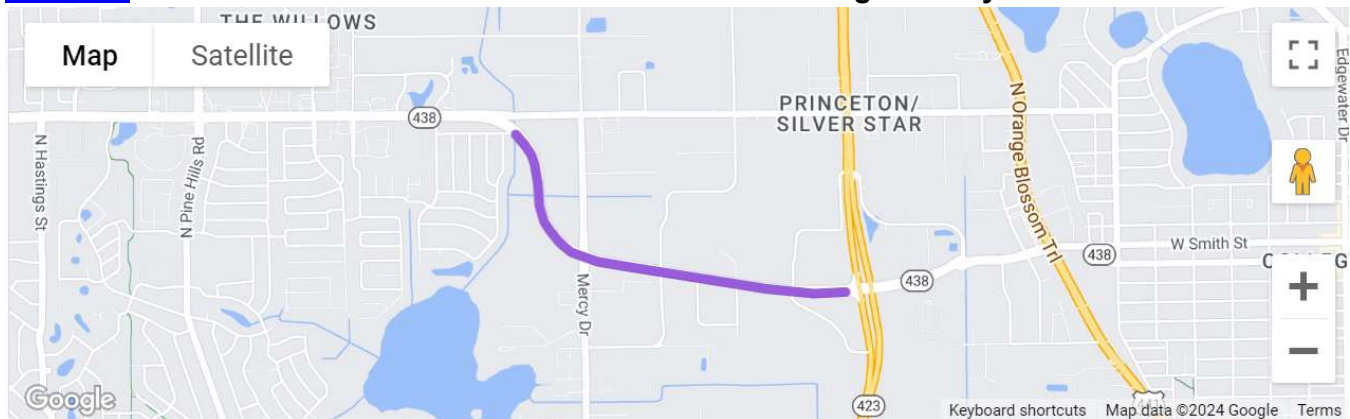 THE WILLOWS
Map
Satellite
438
PRINCETON/
SILVER STAR
N Hastings St
N Pine Hills Rd
N Orange Blossom Trl
Edgewater Dr
438
W Smith St
438
Mercy Dr
Google
423
Keyboard shortcuts
Map data ©2024 Google
Terms